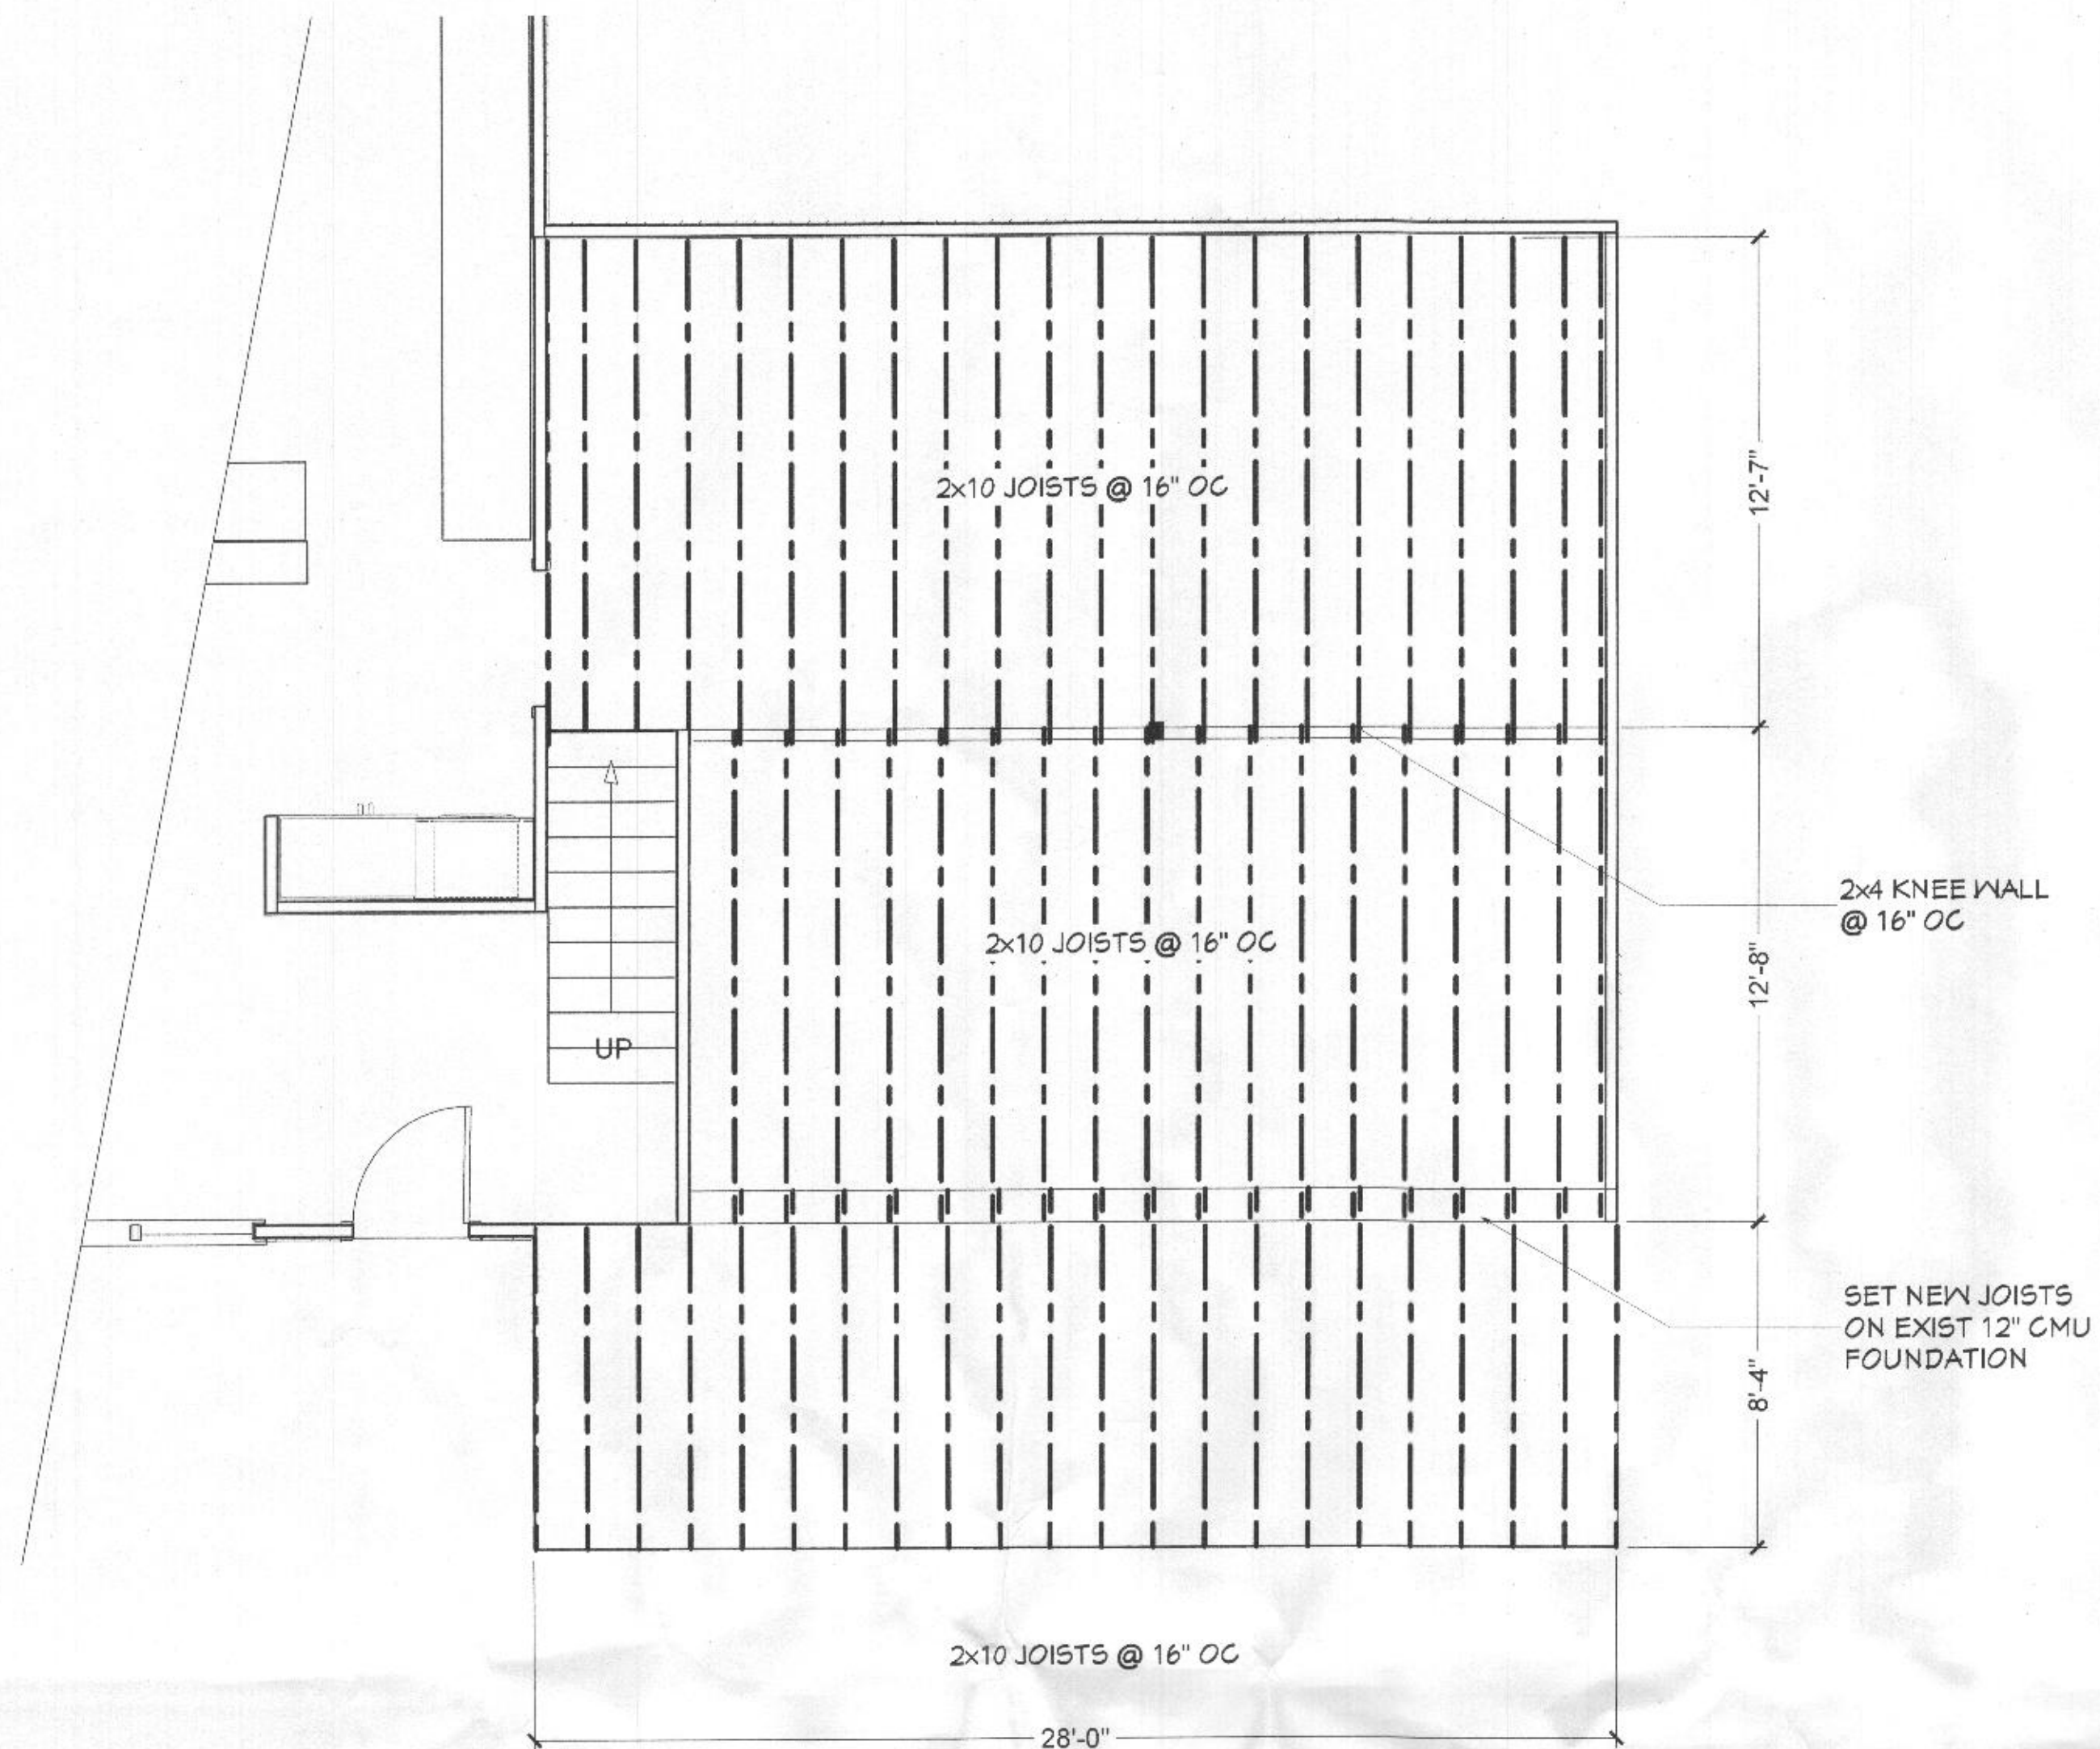 2x10 JOISTS @ 16" OC
12'-7"
2x4 KNEE WALL
@ 16" OC
2x10 JOISTS @ 16" OC
12'-8"
UP
SET NEW JOISTS
ON EXIST 12" CMU
FOUNDATION
8'-4"
2x10 JOISTS @ 16" OC
28'-0"